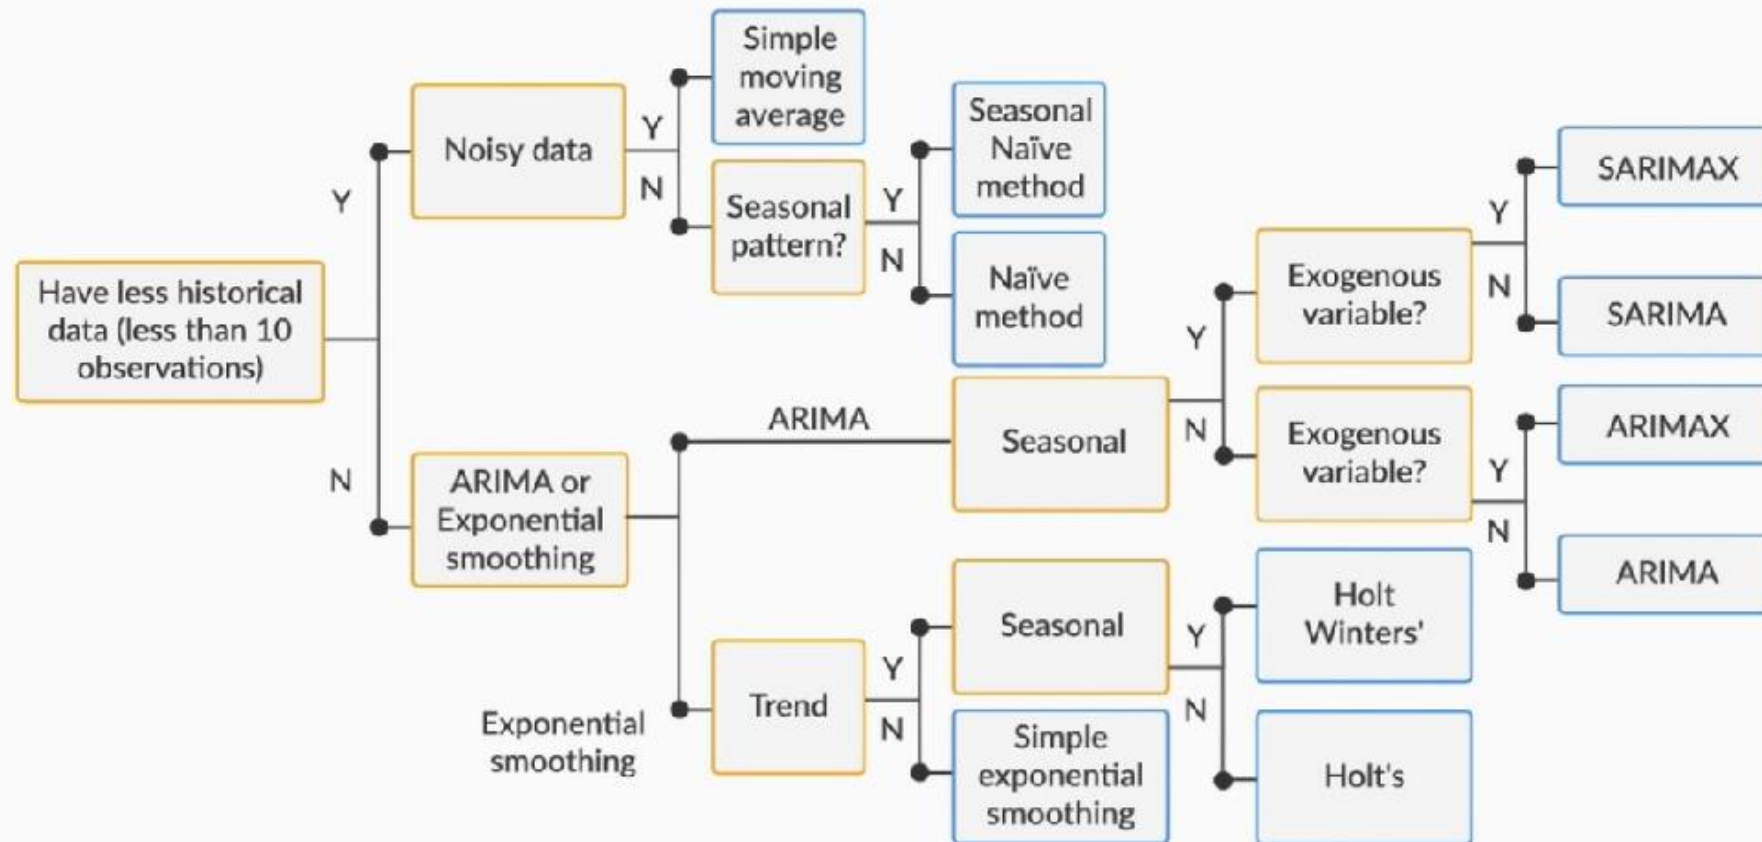 Have less historical
data (less than 10
observations)
Y
N
Noisy data
Y
N
Simple
moving
average
Seasonal
pattern?
Y
N
Seasonal
Naïve
method
Naïve
method
ARIMA or
Exponential
smoothing
ARIMA
Seasonal
Y
N
Exogenous
variable?
Y
N
SARIMAX
SARIMA
Exogenous
variable?
Y
N
ARIMAX
ARIMA
Exponential
smoothing
Trend
Y
N
Seasonal
Y
N
Holt
Winters'
Holt's
Simple
exponential
smoothing